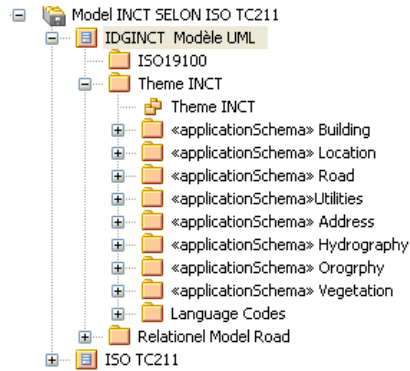 Model INCT SELON ISO TC211
IDGINCT Modèle UML
ISO19100
Theme INCT
Theme INCT
«applicationSchema» Building
«applicationSchema» Location
«applicationSchema» Road
«applicationSchema»Utilities
«applicationSchema» Address
«applicationSchema» Hydrography
«applicationSchema» Orogrphy
«applicationSchema» Vegetation
Language Codes
Relationel Model Road
ISO TC211